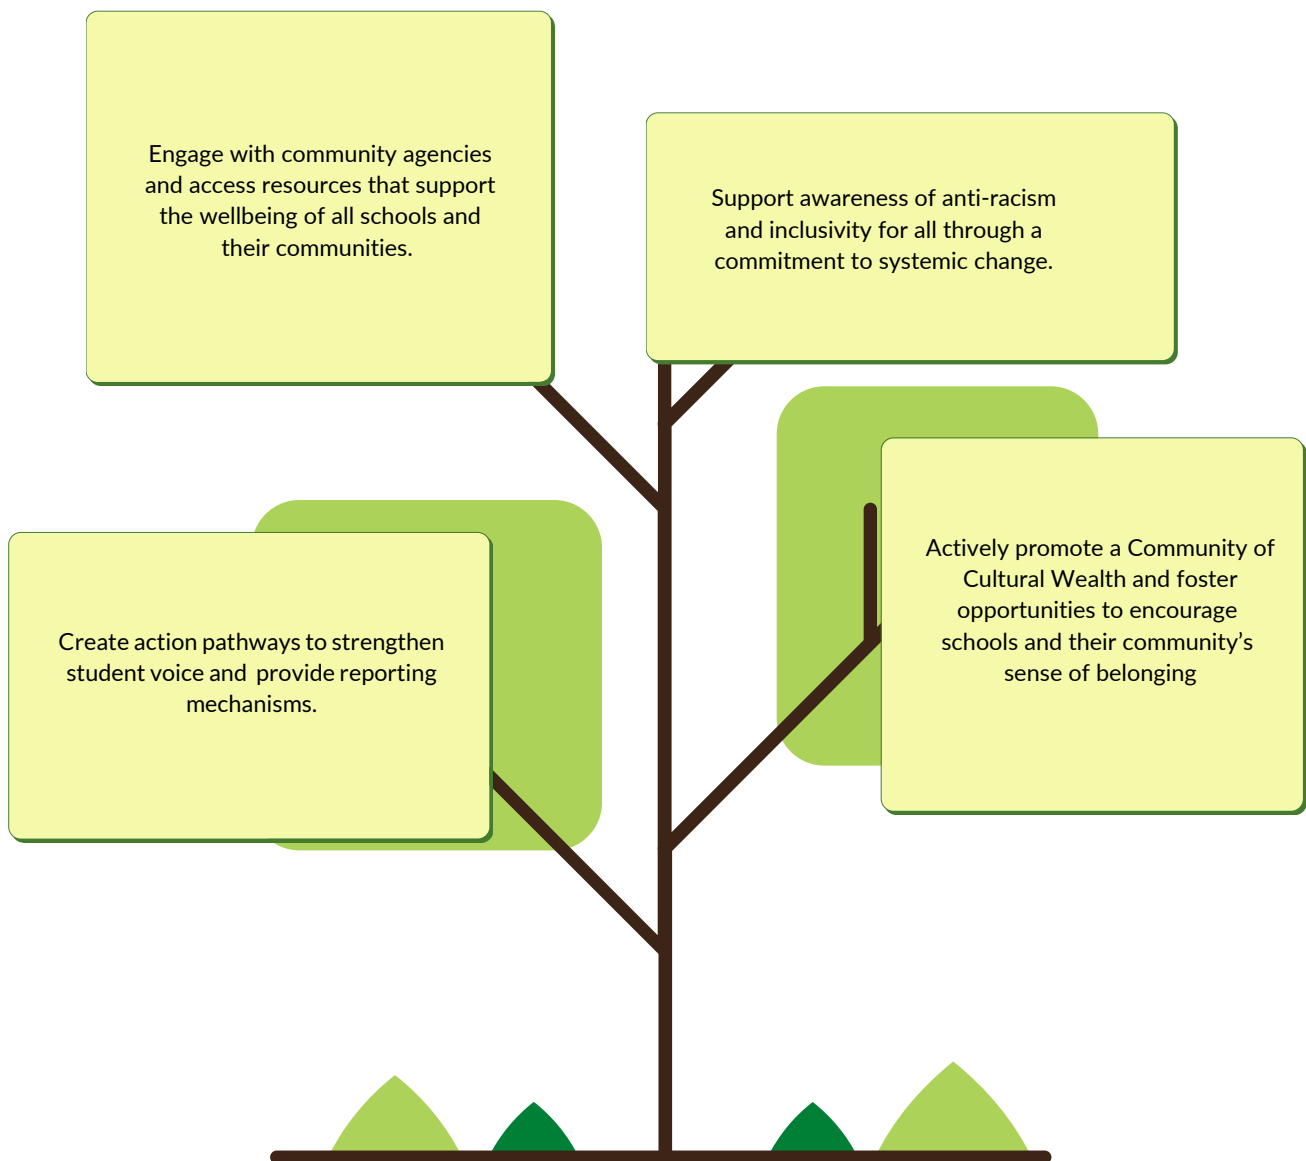 Engage with community agencies
and access resources that support
the wellbeing of all schools and
their communities.
Support awareness of anti-racism
and inclusivity for all through a
commitment to systemic change.
Create action pathways to strengthen
student voice and  provide reporting
mechanisms.
Actively promote a Community of
Cultural Wealth and foster
opportunities to encourage
schools and their community’s
sense of belonging